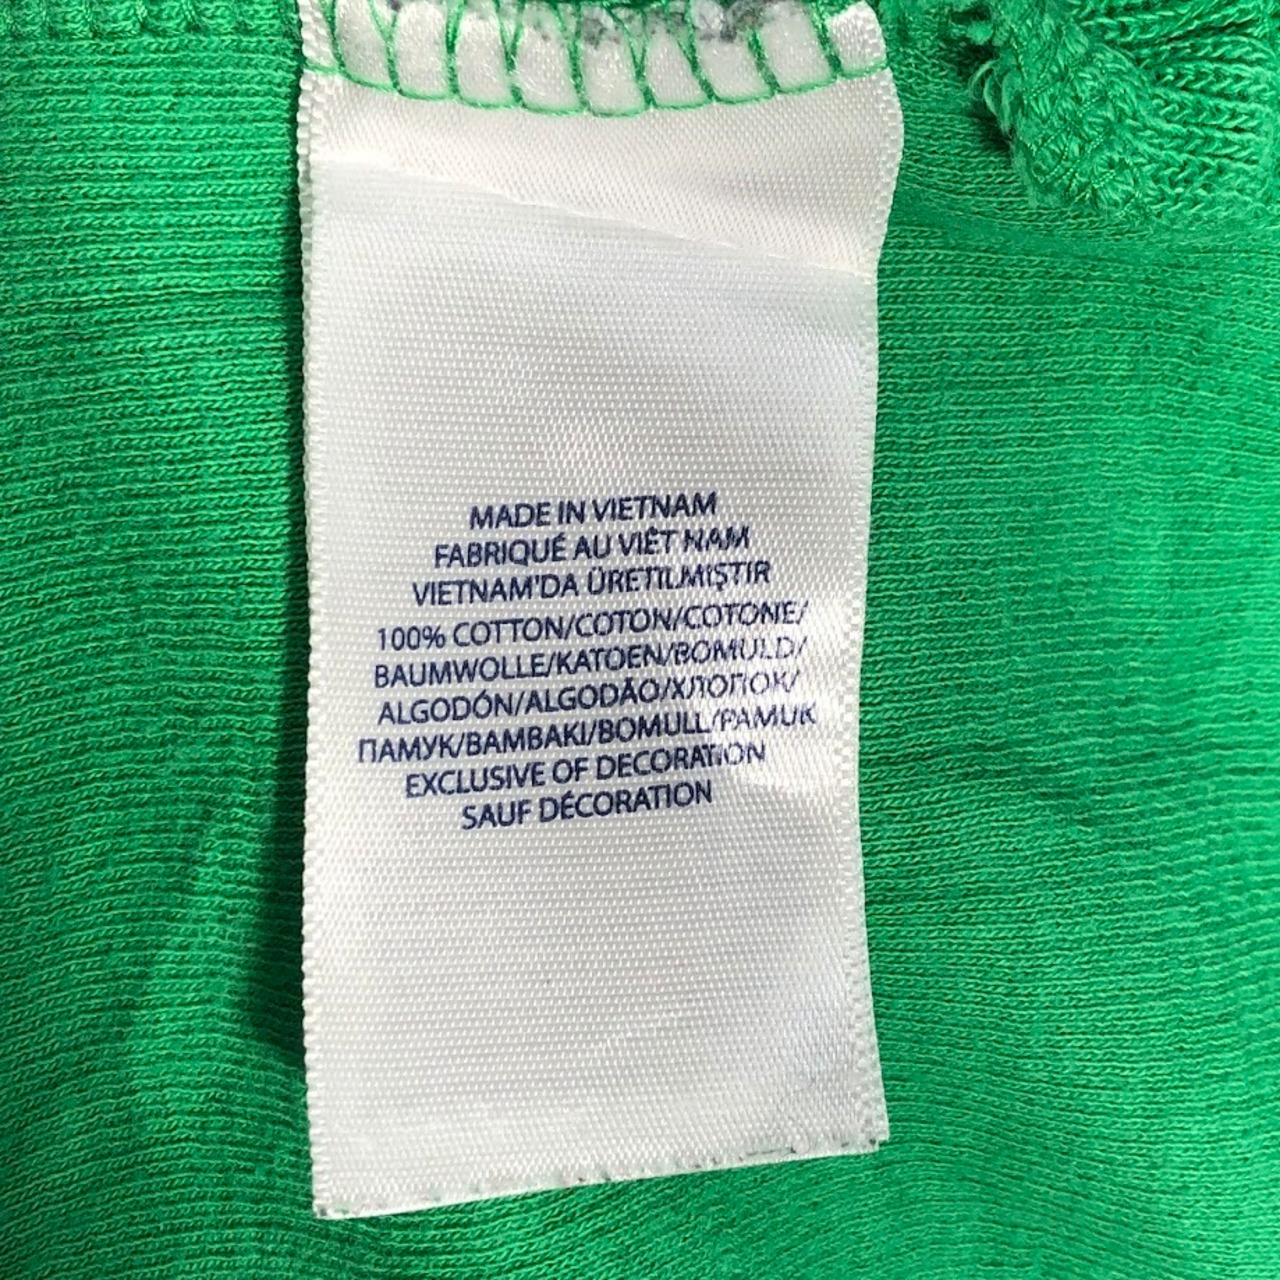 MADE IN VIETNAM
FABRIQUÉ AU VIÊT NAM
VIETNAM'DA ÜRETILMIŞTIR
100% COTTON/COTON/COTONE/
BAUMWOLLE/KATOEN/BOMULD/
ALGODÓN/ALGODÃO/ХЛОПОК/
ΠΑΜУК/BAMBAKI/BOMULL/PAMUK
EXCLUSIVE OF DECORATION
SAUF DÉCORATION